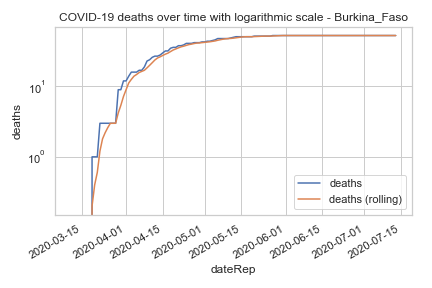 COVID-19 deaths over time with logarithmic scale - Burkina_Faso
deaths
10¹
10⁰
deaths
deaths (rolling)
2020-03-15
2020-04-01
2020-04-15
2020-05-01
2020-05-15
2020-06-01
2020-06-15
2020-07-01
2020-07-15
dateRep